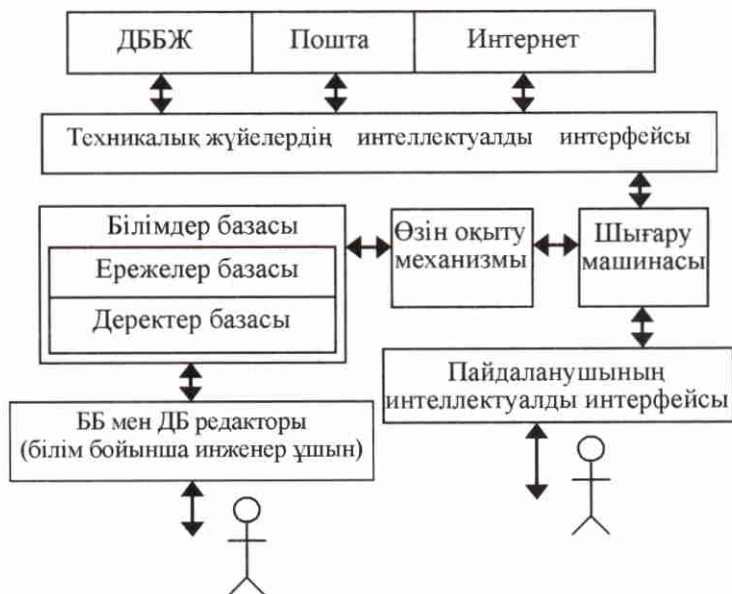 ДББЖ Пошта Интернет
Техникалық жүйелердің интеллектуалды интерфейсы
Білімдер базасы
Ережелер базасы
Деректер базасы
Өзін оқыту
механизмы
Шығару
машинасы
Пайдаланушының
интеллектуалды интерфейсы
ББ мен ДБ редакторы
(білім бойынша инженер ұшын)